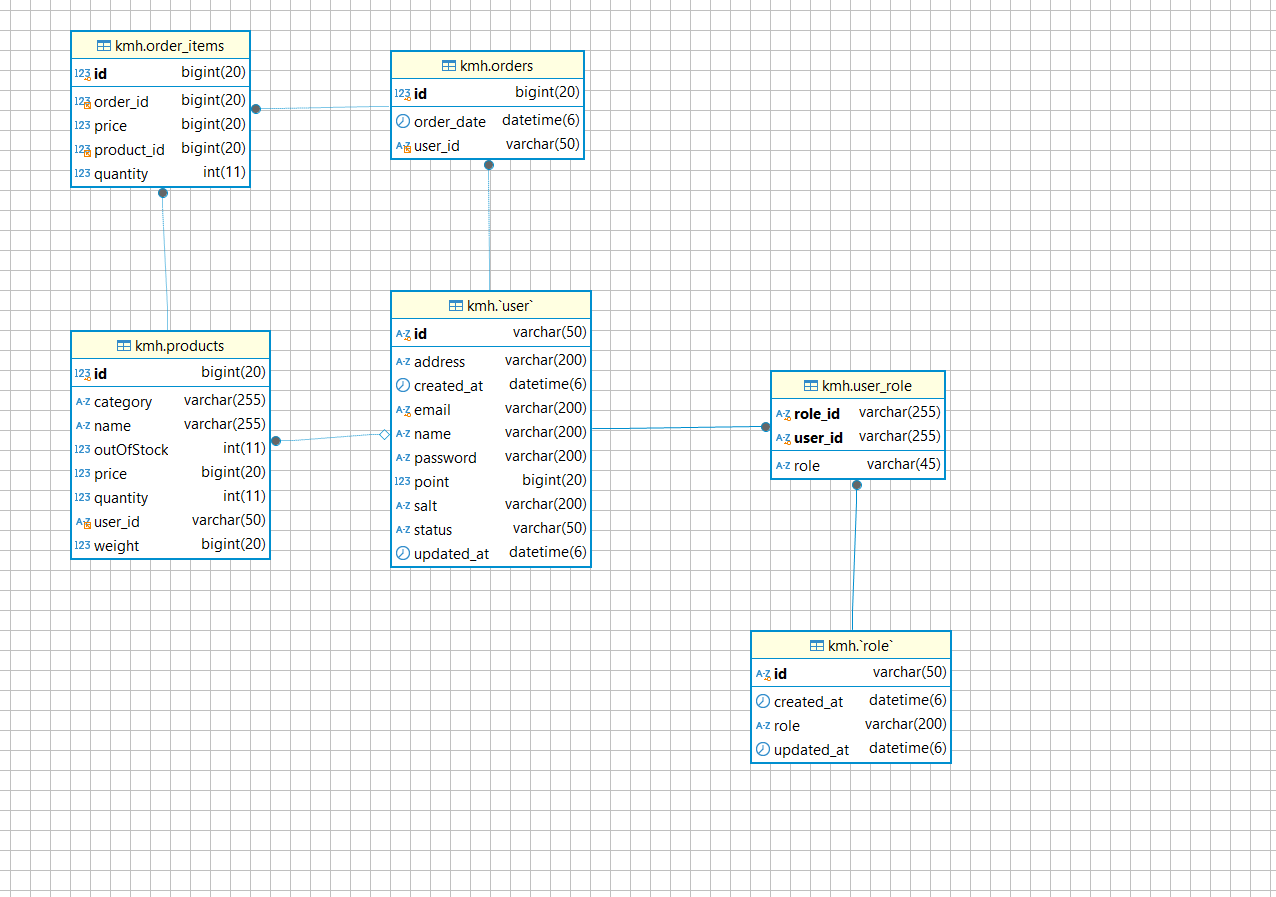 kmh.order_items
123 id bigint(20)
123 order_id bigint(20)
123 price bigint(20)
123 product_id bigint(20)
123 quantity int(11)
kmh.orders
123 id bigint(20)
order_date datetime(6)
A-Z user_id varchar(50)
kmh.products
123 id bigint(20)
A-Z category varchar(255)
A-Z name varchar(255)
123 outOfStock int(11)
123 price bigint(20)
123 quantity int(11)
A-Z user_id varchar(50)
123 weight bigint(20)
kmh.`user`
A-Z id varchar(50)
A-Z address varchar(200)
created_at datetime(6)
A-Z email varchar(200)
A-Z name varchar(200)
A-Z password varchar(200)
123 point bigint(20)
A-Z salt varchar(200)
A-Z status varchar(50)
updated_at datetime(6)
kmh.user_role
A-Z role_id varchar(255)
A-Z user_id varchar(255)
A-Z role varchar(45)
kmh.`role`
A-Z id varchar(50)
created_at datetime(6)
A-Z role varchar(200)
updated_at datetime(6)